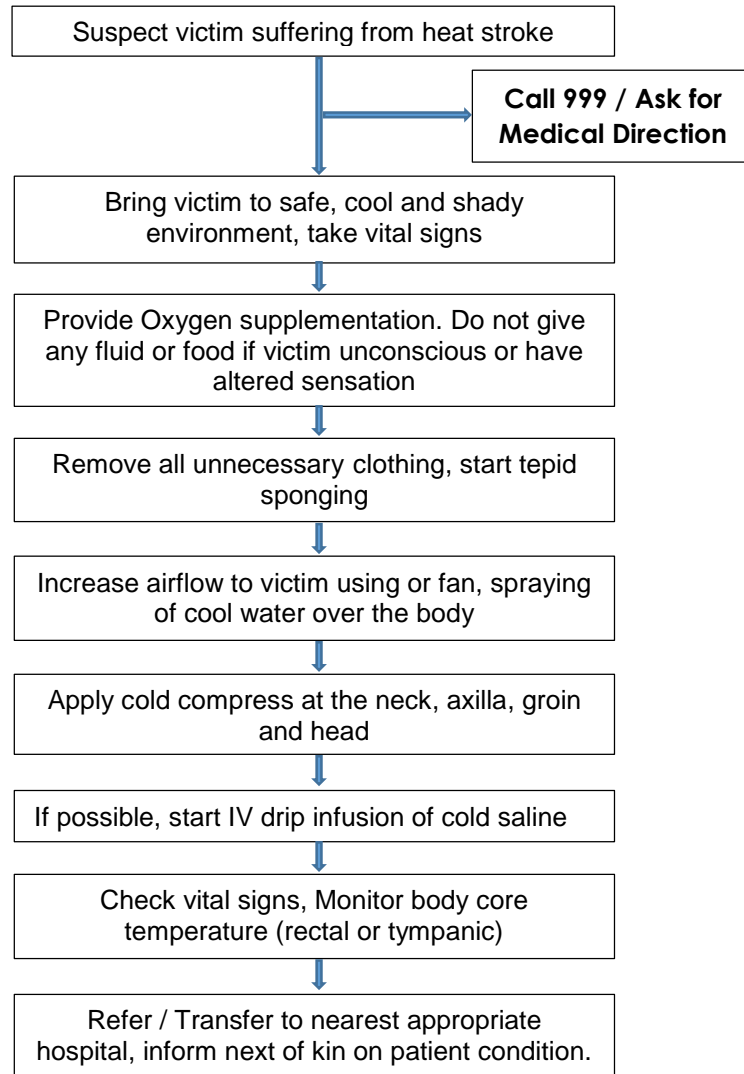 Suspect victim suffering from heat stroke
Call 999 / Ask for
Medical Direction
Bring victim to safe, cool and shady
environment, take vital signs
Provide Oxygen supplementation. Do not give
any fluid or food if victim unconscious or have
altered sensation
Remove all unnecessary clothing, start tepid
sponging
Increase airflow to victim using or fan, spraying
of cool water over the body
Apply cold compress at the neck, axilla, groin
and head
If possible, start IV drip infusion of cold saline
Check vital signs, Monitor body core
temperature (rectal or tympanic)
Refer / Transfer to nearest appropriate
hospital, inform next of kin on patient condition.